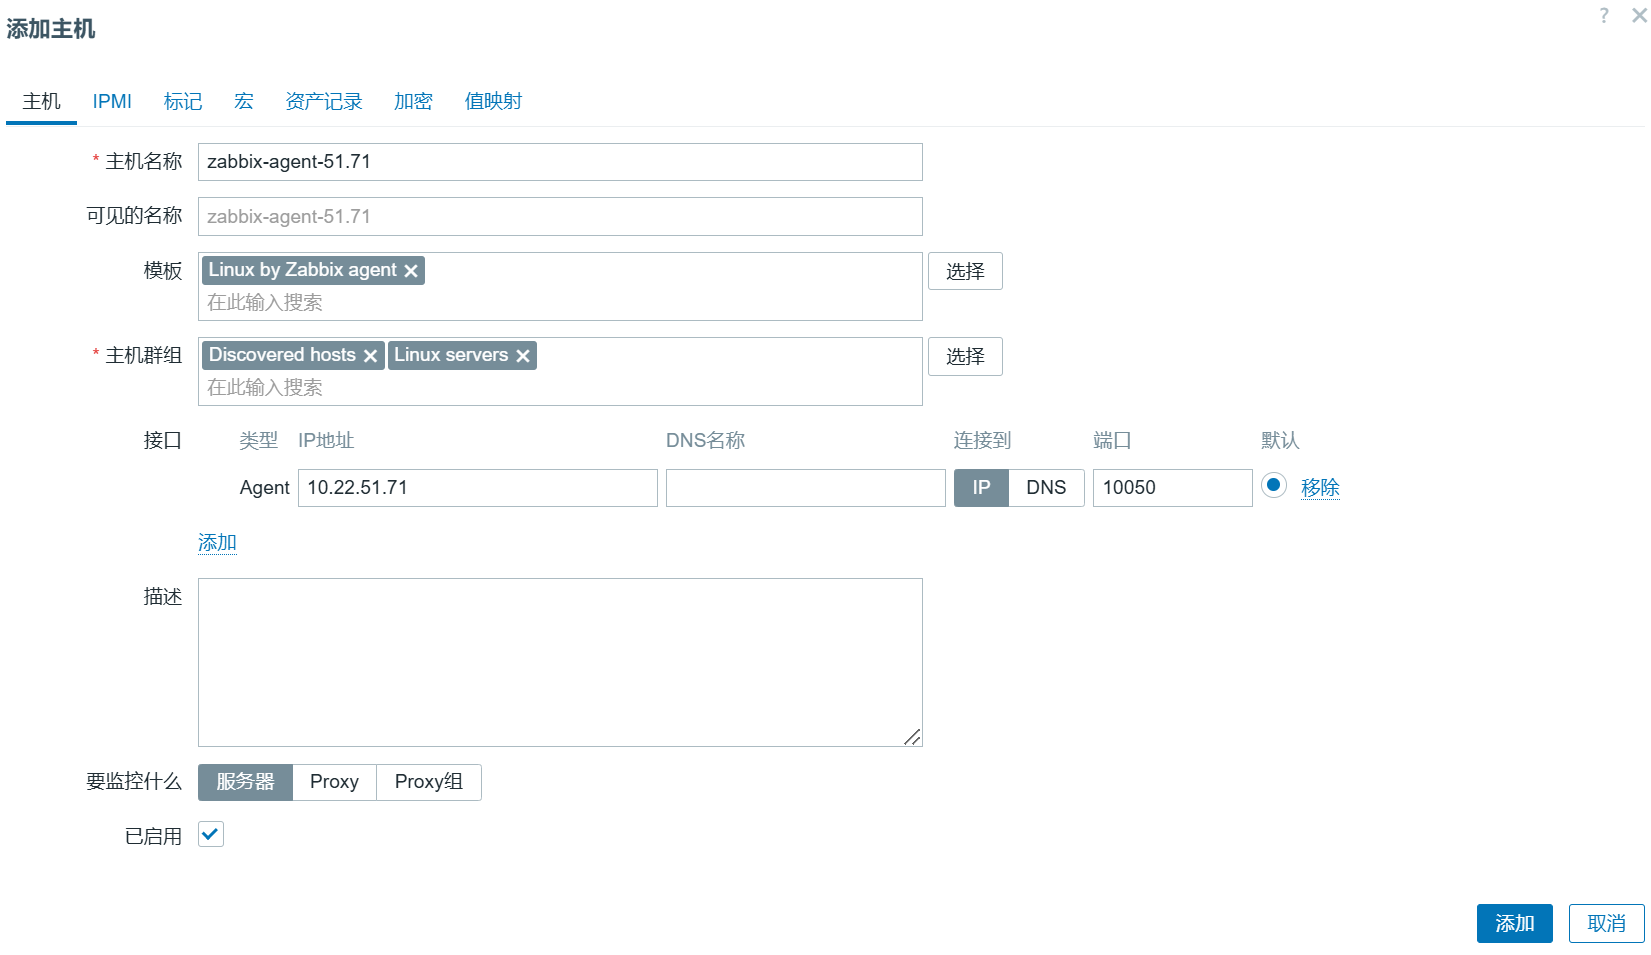 添加主机
?
主机 IPMI 标记 宏 资产记录 加密 值映射
* 主机名称 zabbix-agent-51.71
可见的名称 zabbix-agent-51.71
模板 Linux by Zabbix agent 选择
在此输入搜索
* 主机群组 Discovered hosts Linux servers 选择
在此输入搜索
接口 类型 IP地址 DNS名称 连接到 端口 默认
Agent 10.22.51.71 IP DNS 10050 移除
添加
描述
要监控什么 服务器 Proxy Proxy组
已启用
添加 取消